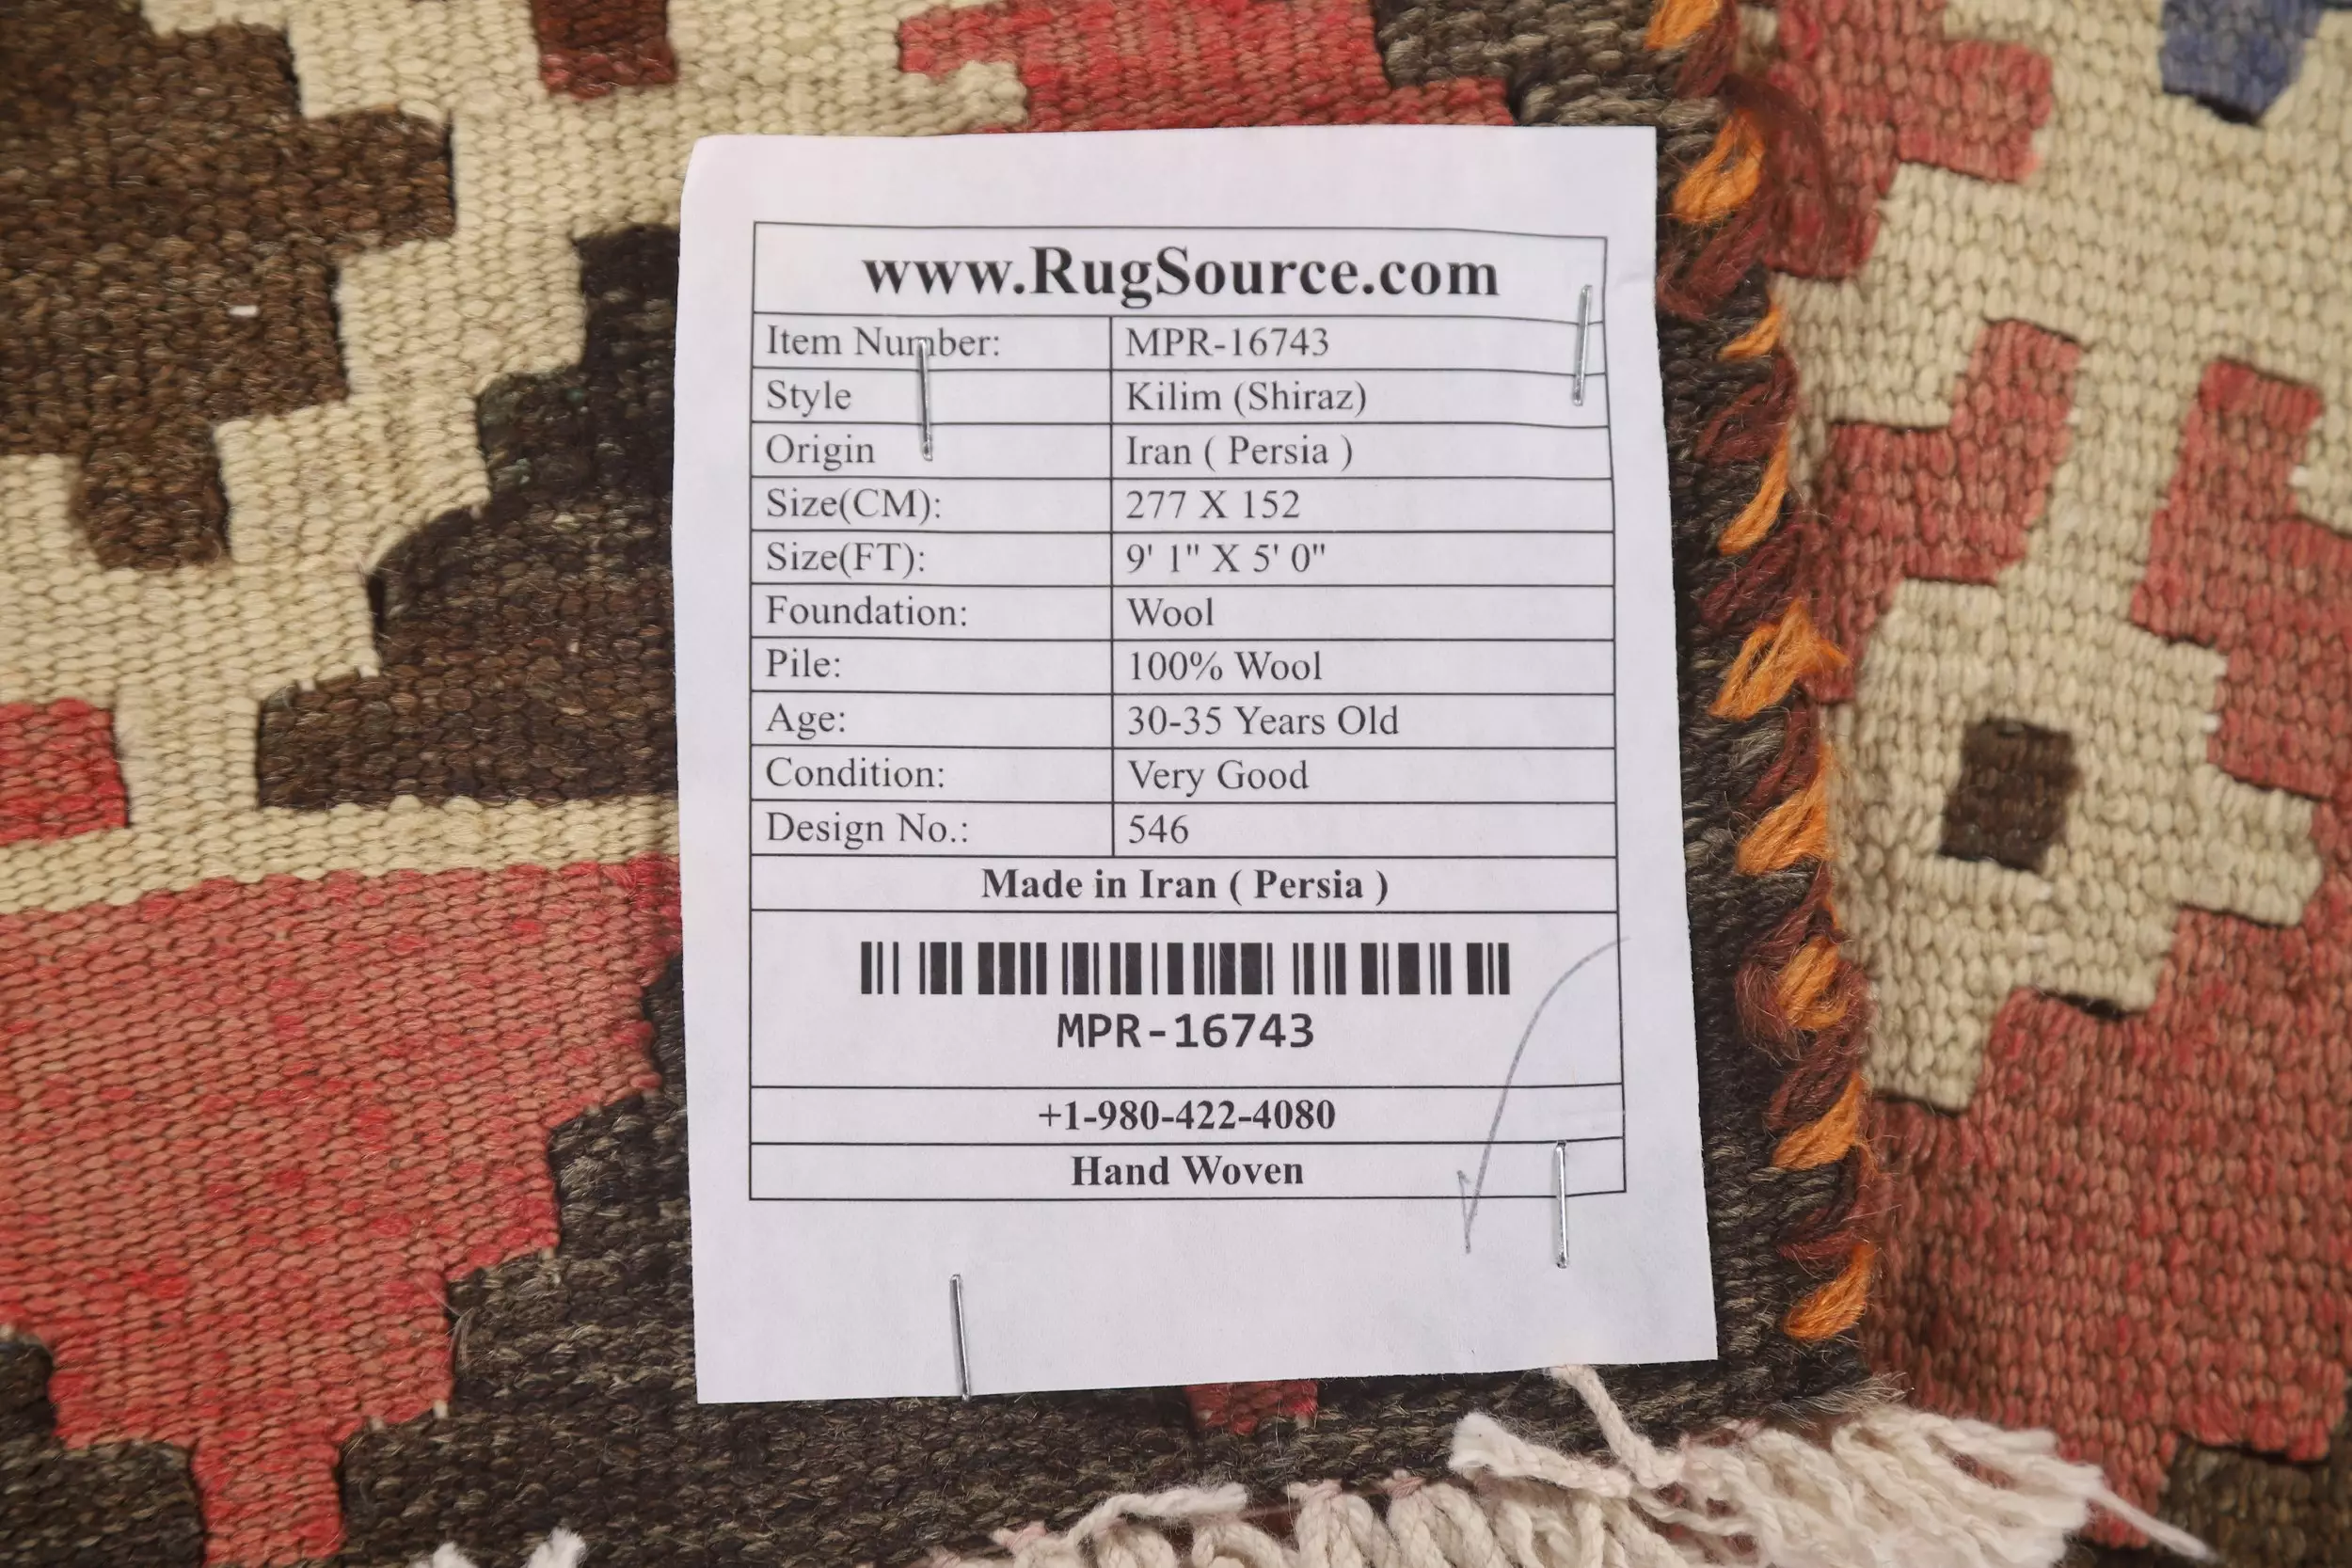 www.RugSource.com
Item Number: MPR-16743
Style Kilim (Shiraz)
Origin Iran ( Persia )
Size(CM): 277 X 152
Size(FT): 9' 1" X 5' 0"
Foundation: Wool
Pile: 100% Wool
Age: 30-35 Years Old
Condition: Very Good
Design No.: 546
Made in Iran ( Persia )
MPR-16743
+1-980-422-4080
Hand Woven